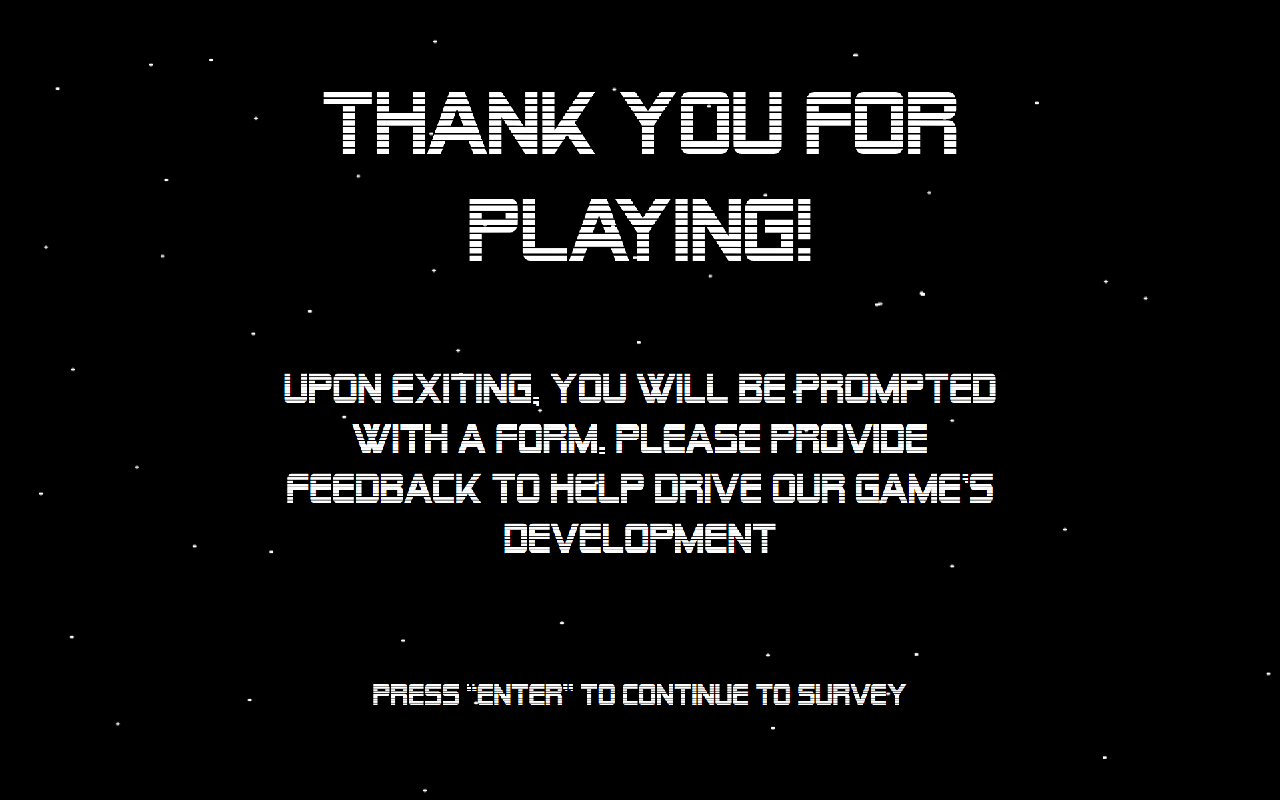 THANK YOU FOR
PLAYING!
UPON EXITING, YOU WILL BE PROMPTED
WITH A FORM. PLEASE PROVIDE
FEEDBACK TO HELP DRIVE OUR GAME'S
DEVELOPMENT
PRESS "ENTER" TO CONTINUE TO SURVEY